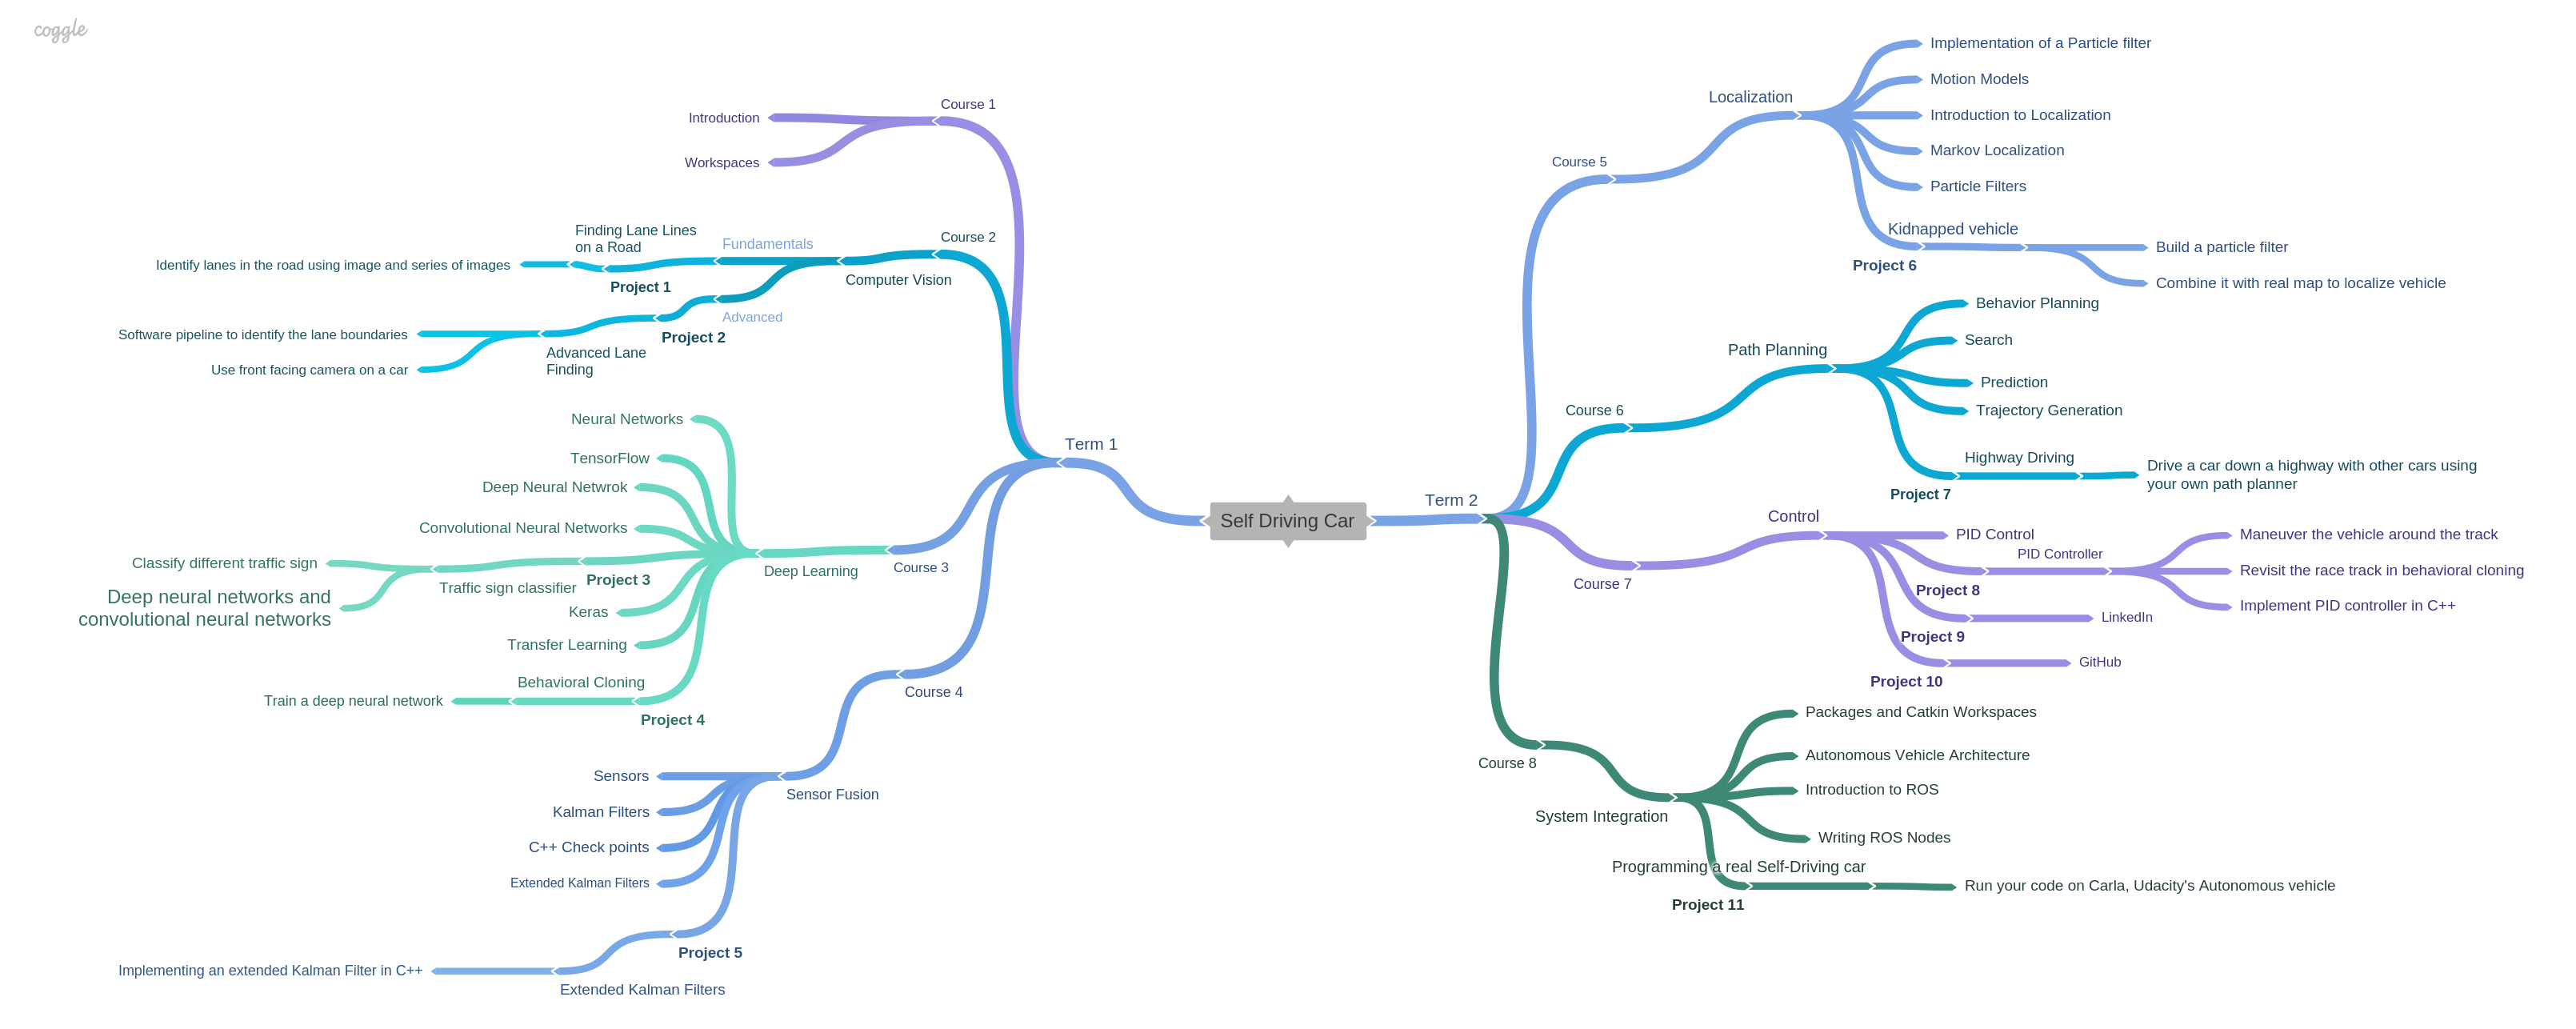 coggle
Self Driving Car
Term 1
Course 1
Introduction
Workspaces
Course 2
Computer Vision
Fundamentals
Finding Lane Lines
on a Road
Project 1
Identify lanes in the road using image and series of images
Advanced
Project 2
Advanced Lane
Finding
Software pipeline to identify the lane boundaries
Use front facing camera on a car
Course 3
Deep Learning
Neural Networks
TensorFlow
Deep Neural Netwrok
Convolutional Neural Networks
Project 3
Traffic sign classifier
Classify different traffic sign
Deep neural networks and
convolutional neural networks
Keras
Transfer Learning
Project 4
Behavioral Cloning
Train a deep neural network
Course 4
Sensor Fusion
Sensors
Kalman Filters
C++ Check points
Extended Kalman Filters
Project 5
Extended Kalman Filters
Implementing an extended Kalman Filter in C++
Term 2
Course 5
Localization
Implementation of a Particle filter
Motion Models
Introduction to Localization
Markov Localization
Particle Filters
Kidnapped vehicle
Project 6
Build a particle filter
Combine it with real map to localize vehicle
Course 6
Path Planning
Behavior Planning
Search
Prediction
Trajectory Generation
Highway Driving
Project 7
Drive a car down a highway with other cars using
your own path planner
Course 7
Control
PID Control
PID Controller
Project 8
Maneuver the vehicle around the track
Revisit the race track in behavioral cloning
Implement PID controller in C++
Project 9
LinkedIn
Project 10
GitHub
Course 8
System Integration
Packages and Catkin Workspaces
Autonomous Vehicle Architecture
Introduction to ROS
Writing ROS Nodes
Programming a real Self-Driving car
Project 11
Run your code on Carla, Udacity's Autonomous vehicle